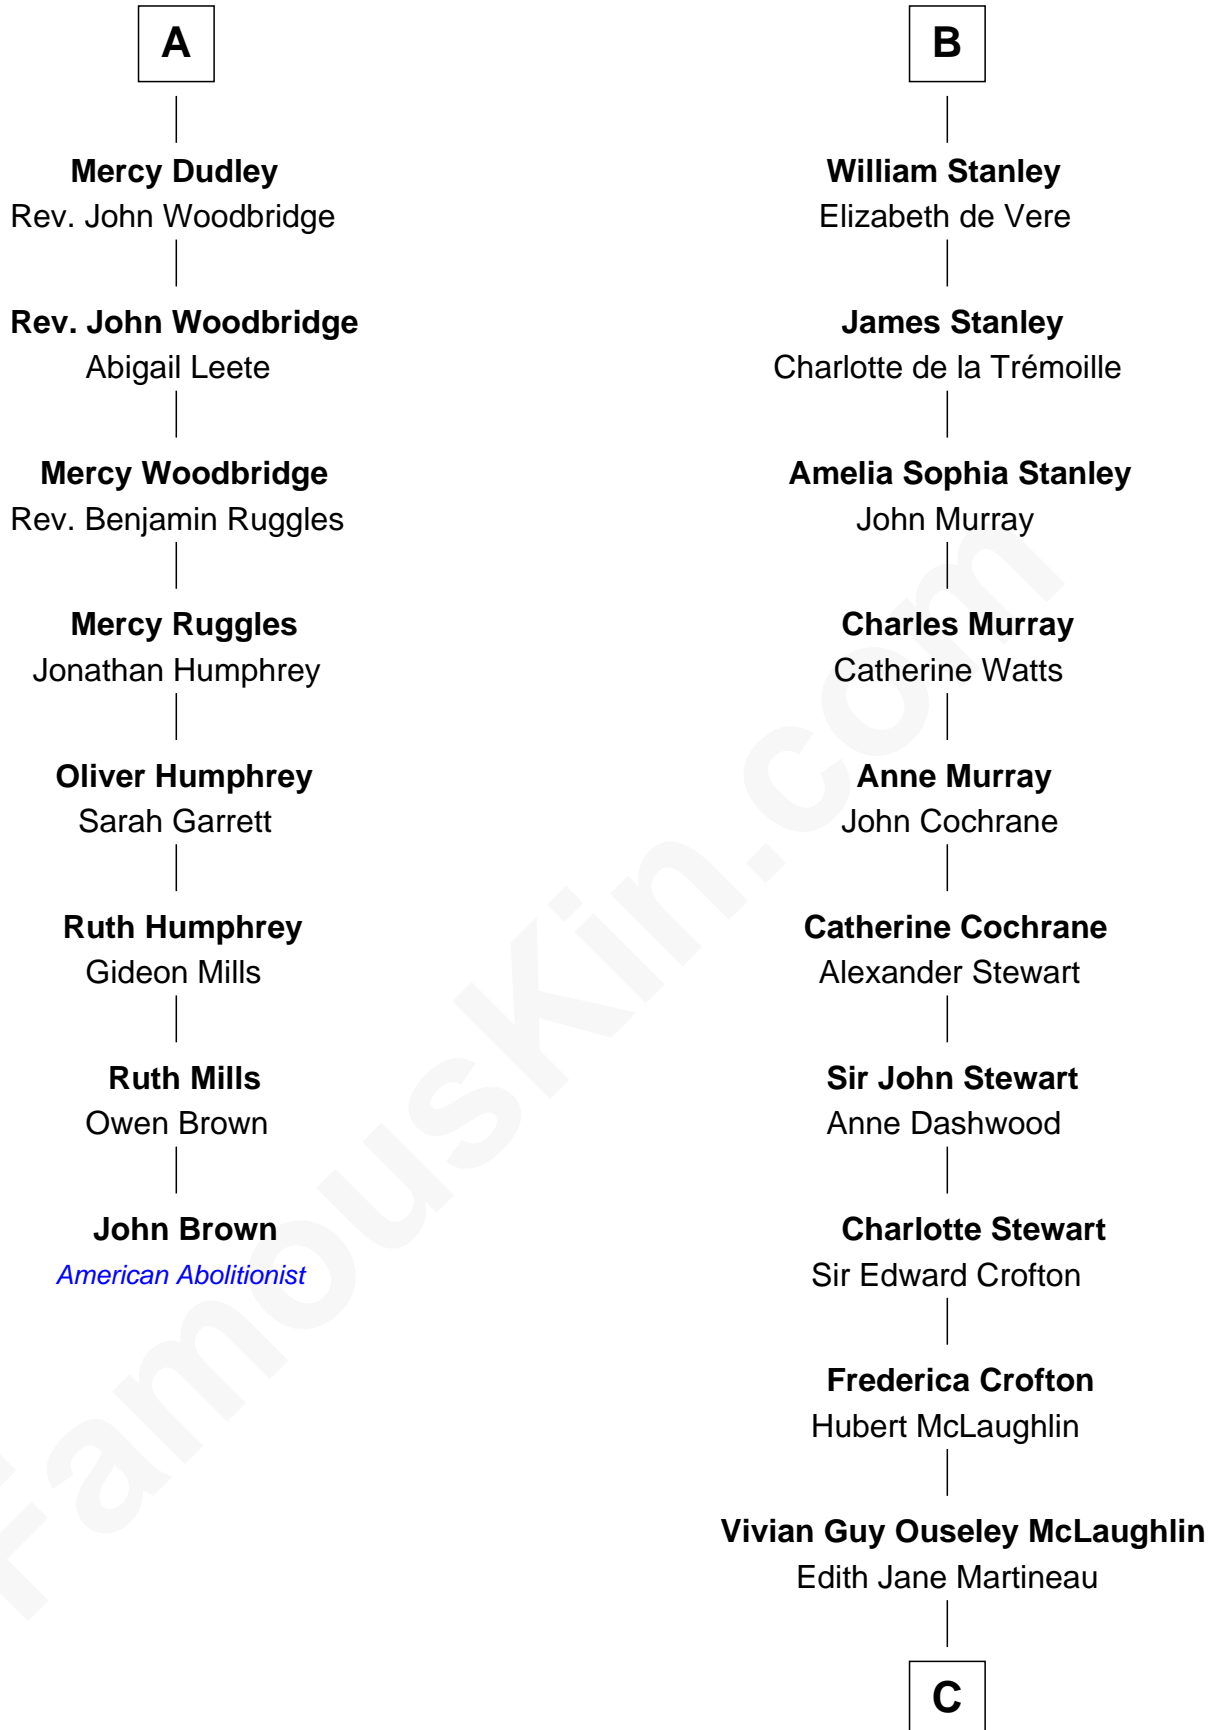 A
Mercy Dudley
Rev. John Woodbridge
Rev. John Woodbridge
Abigail Leete
Mercy Woodbridge
Rev. Benjamin Ruggles
Mercy Ruggles
Jonathan Humphrey
Oliver Humphrey
Sarah Garrett
Ruth Humphrey
Gideon Mills
Ruth Mills
Owen Brown
John Brown
American Abolitionist
B
William Stanley
Elizabeth de Vere
James Stanley
Charlotte de la Trémoille
Amelia Sophia Stanley
John Murray
Charles Murray
Catherine Watts
Anne Murray
John Cochrane
Catherine Cochrane
Alexander Stewart
Sir John Stewart
Anne Dashwood
Charlotte Stewart
Sir Edward Crofton
Frederica Crofton
Hubert McLaughlin
Vivian Guy Ouseley McLaughlin
Edith Jane Martineau
C
FamousKin.com